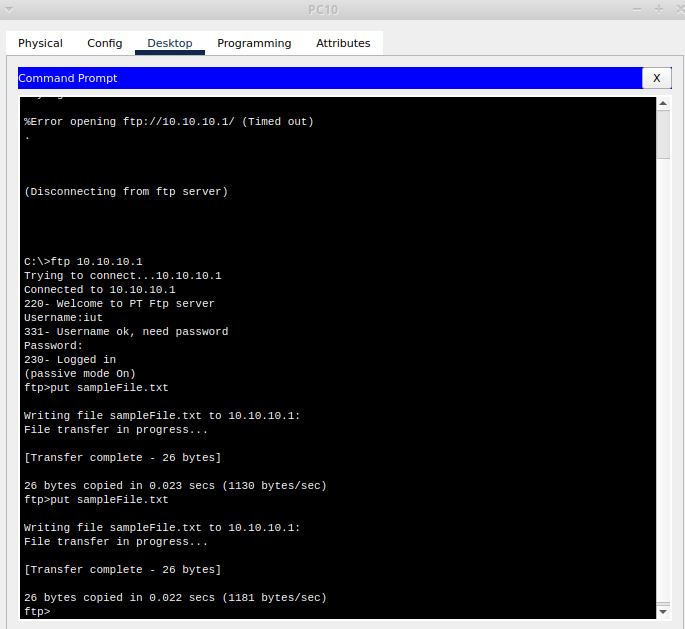 PC10
Physical Config Desktop Programming Attributes
Command Prompt
X
%Error opening ftp://10.10.10.1/ (Timed out)
.
(Disconnecting from ftp server)
C:\>ftp 10.10.10.1
Trying to connect...10.10.10.1
Connected to 10.10.10.1
220- Welcome to PT Ftp server
Username:iut
331- Username ok, need password
Password:
230- Logged in
(passive mode On)
ftp>put sampleFile.txt
Writing file sampleFile.txt to 10.10.10.1:
File transfer in progress...
[Transfer complete - 26 bytes]
26 bytes copied in 0.023 secs (1130 bytes/sec)
ftp>put sampleFile.txt
Writing file sampleFile.txt to 10.10.10.1:
File transfer in progress...
[Transfer complete - 26 bytes]
26 bytes copied in 0.022 secs (1181 bytes/sec)
ftp>